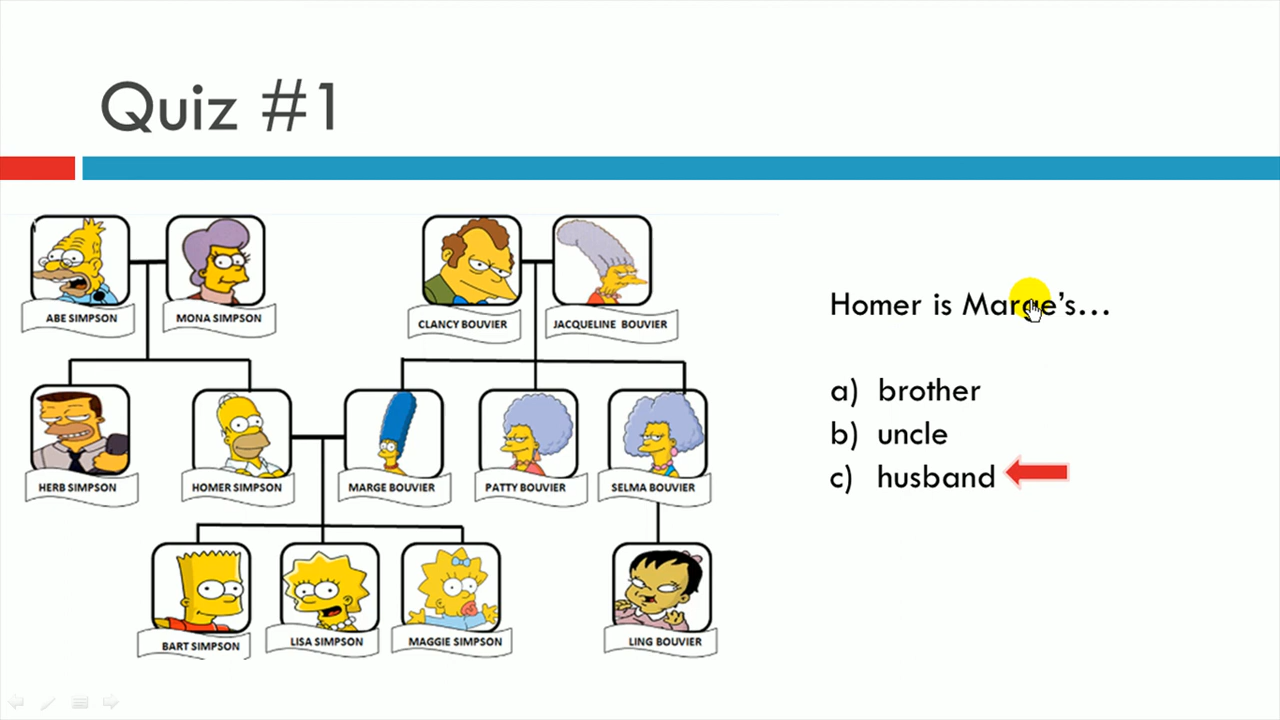 Quiz #1
ABE SIMPSON
MONA SIMPSON
CLANCY BOUVIER
JACQUELINE BOUVIER
HERB SIMPSON
HOMER SIMPSON
MARGE BOUVIER
PATTY BOUVIER
SELMA BOUVIER
BART SIMPSON
LISA SIMPSON
MAGGIE SIMPSON
LING BOUVIER
Homer is Marge’s…
a) brother
b) uncle
c) husband